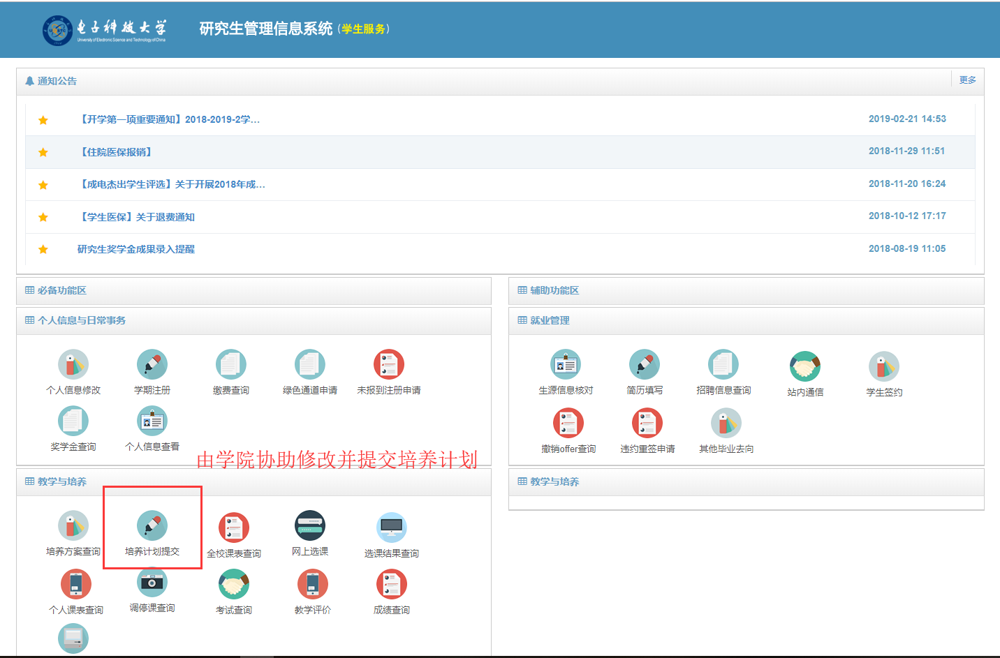 电子科技大学
University of Electronic Science and Technology of China
研究生管理信息系统 (学生服务)
通知公告
更多
【开学第一项重要通知】2018-2019-2学...
2019-02-21 14:53
【住院医保报销】
2018-11-29 11:51
【成电杰出学生评选】关于开展2018年成...
2018-11-20 16:24
【学生医保】关于退费通知
2018-10-12 17:17
研究生奖学金成果录入提醒
2018-08-19 11:05
必备功能区
个人信息与日常事务
个人信息修改 学期注册 缴费查询 绿色通道申请 未报到注册申请
奖学金查询 个人信息查看
由学院协助修改并提交培养计划
教学与培养
培养方案查询 培养计划提交 全校课表查询 网上选课 选课结果查询
个人课表查询 调停课查询 考试查询 教学评价 成绩查询
辅助功能区
就业管理
生源信息核对 简历填写 招聘信息查询 站内通信 学生签约
撤销offer查询 违约重签申请 其他毕业去向
教学与培养